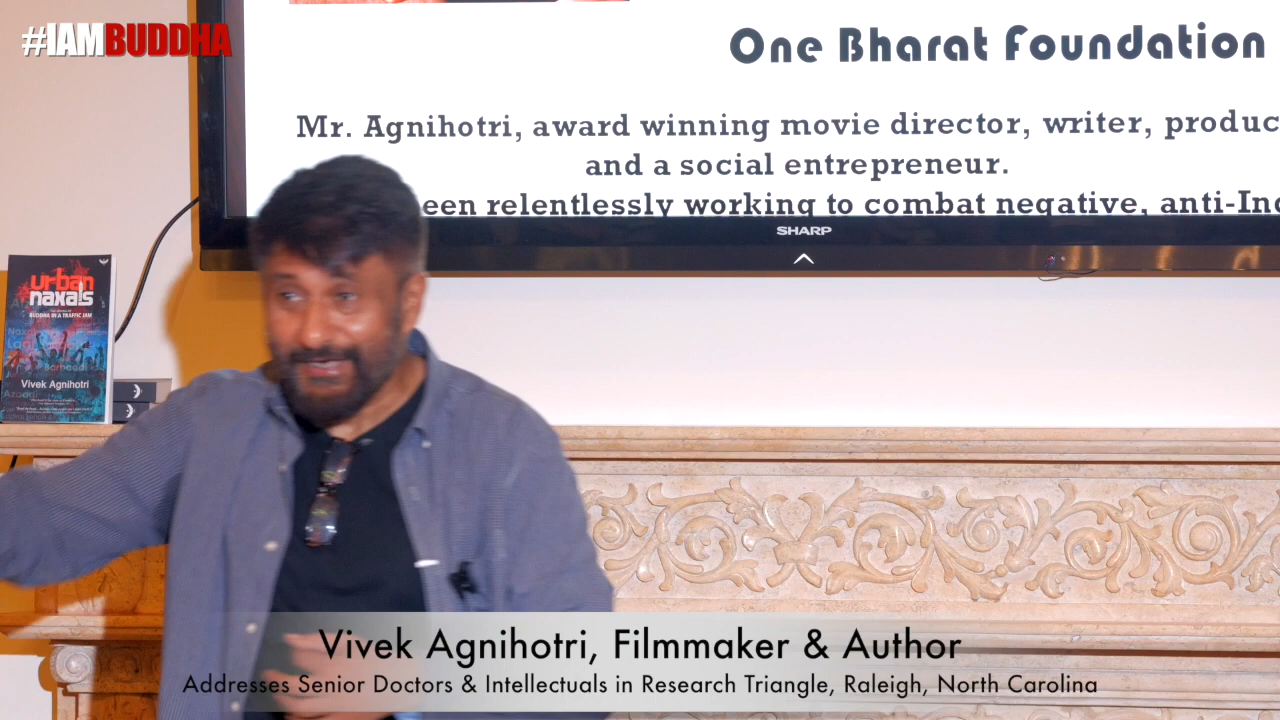 #IAMBUDDHA
One Bharat Foundation
Mr. Agnihotri, award winning movie director, writer, produc
and a social entrepreneur.
een relentlessly working to combat negative, anti-In
SHARP
urban
naxals
BUDDHA IN A TRAFFIC JAM
Vivek Agnihotri
Vivek Agnihotri, Filmmaker & Author
Addresses Senior Doctors & Intellectuals in Research Triangle, Raleigh, North Carolina